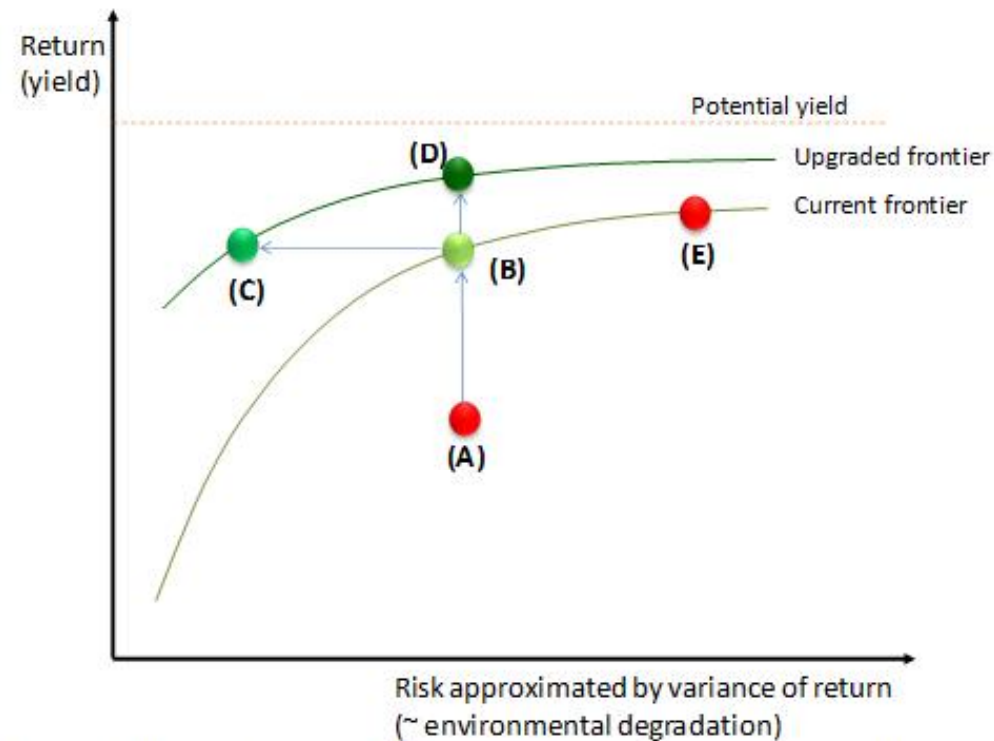 Return
(yield)
Potential yield
(D)
Upgraded frontier
Current frontier
(C)
(B)
(E)
(A)
Risk approximated by variance of return
(~ environmental degradation)